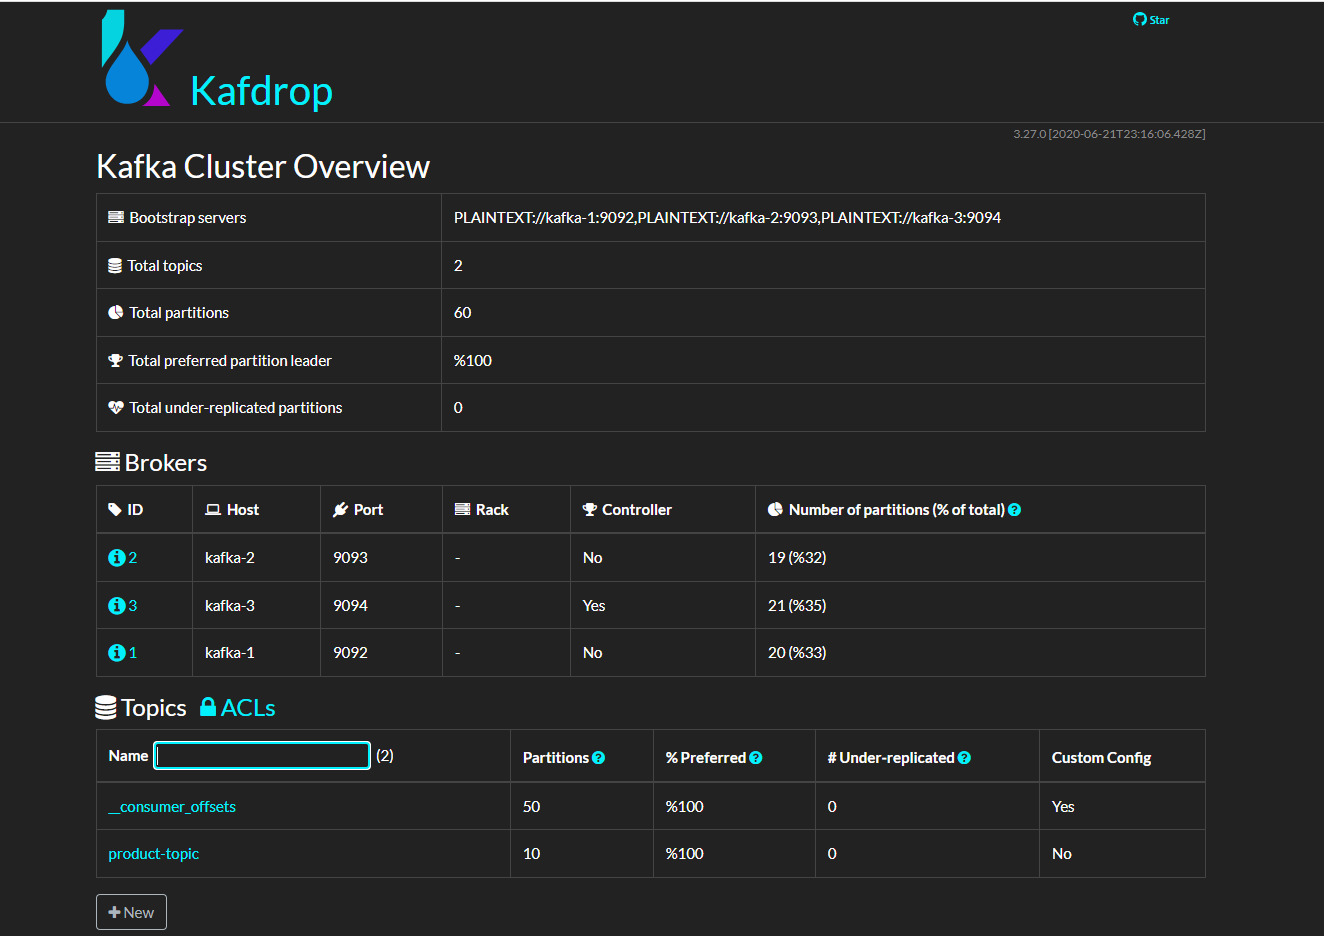 Star
Kafdrop
3.27.0 [2020-06-21T23:16:06.428Z]
Kafka Cluster Overview
Bootstrap servers PLAINTEXT://kafka-1:9092,PLAINTEXT://kafka-2:9093,PLAINTEXT://kafka-3:9094
Total topics 2
Total partitions 60
Total preferred partition leader %100
Total under-replicated partitions 0
Brokers
ID Host Port Rack Controller Number of partitions (% of total) ?
2 kafka-2 9093 - No 19 (%32)
3 kafka-3 9094 - Yes 21 (%35)
1 kafka-1 9092 - No 20 (%33)
Topics ACLs
Name (2) Partitions ? % Preferred ? # Under-replicated ? Custom Config
__consumer_offsets 50 %100 0 Yes
product-topic 10 %100 0 No
+ New